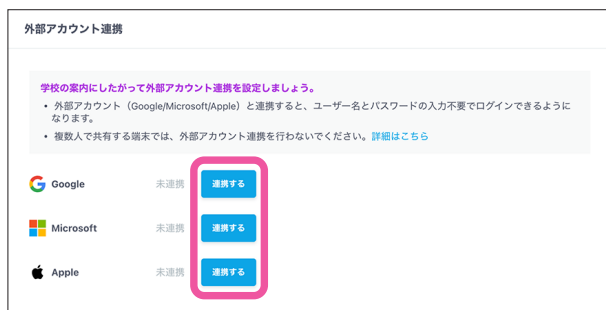 外部アカウント連携
学校の案内にしたがって外部アカウント連携を設定しましょう。
• 外部アカウント（Google/Microsoft/Apple）と連携すると、ユーザー名とパスワードの入力不要でログインできるように
なります。
• 複数人で共有する端末では、外部アカウント連携を行わないでください。詳細はこちら
Google 未連携 連携する
Microsoft 未連携 連携する
Apple 未連携 連携する